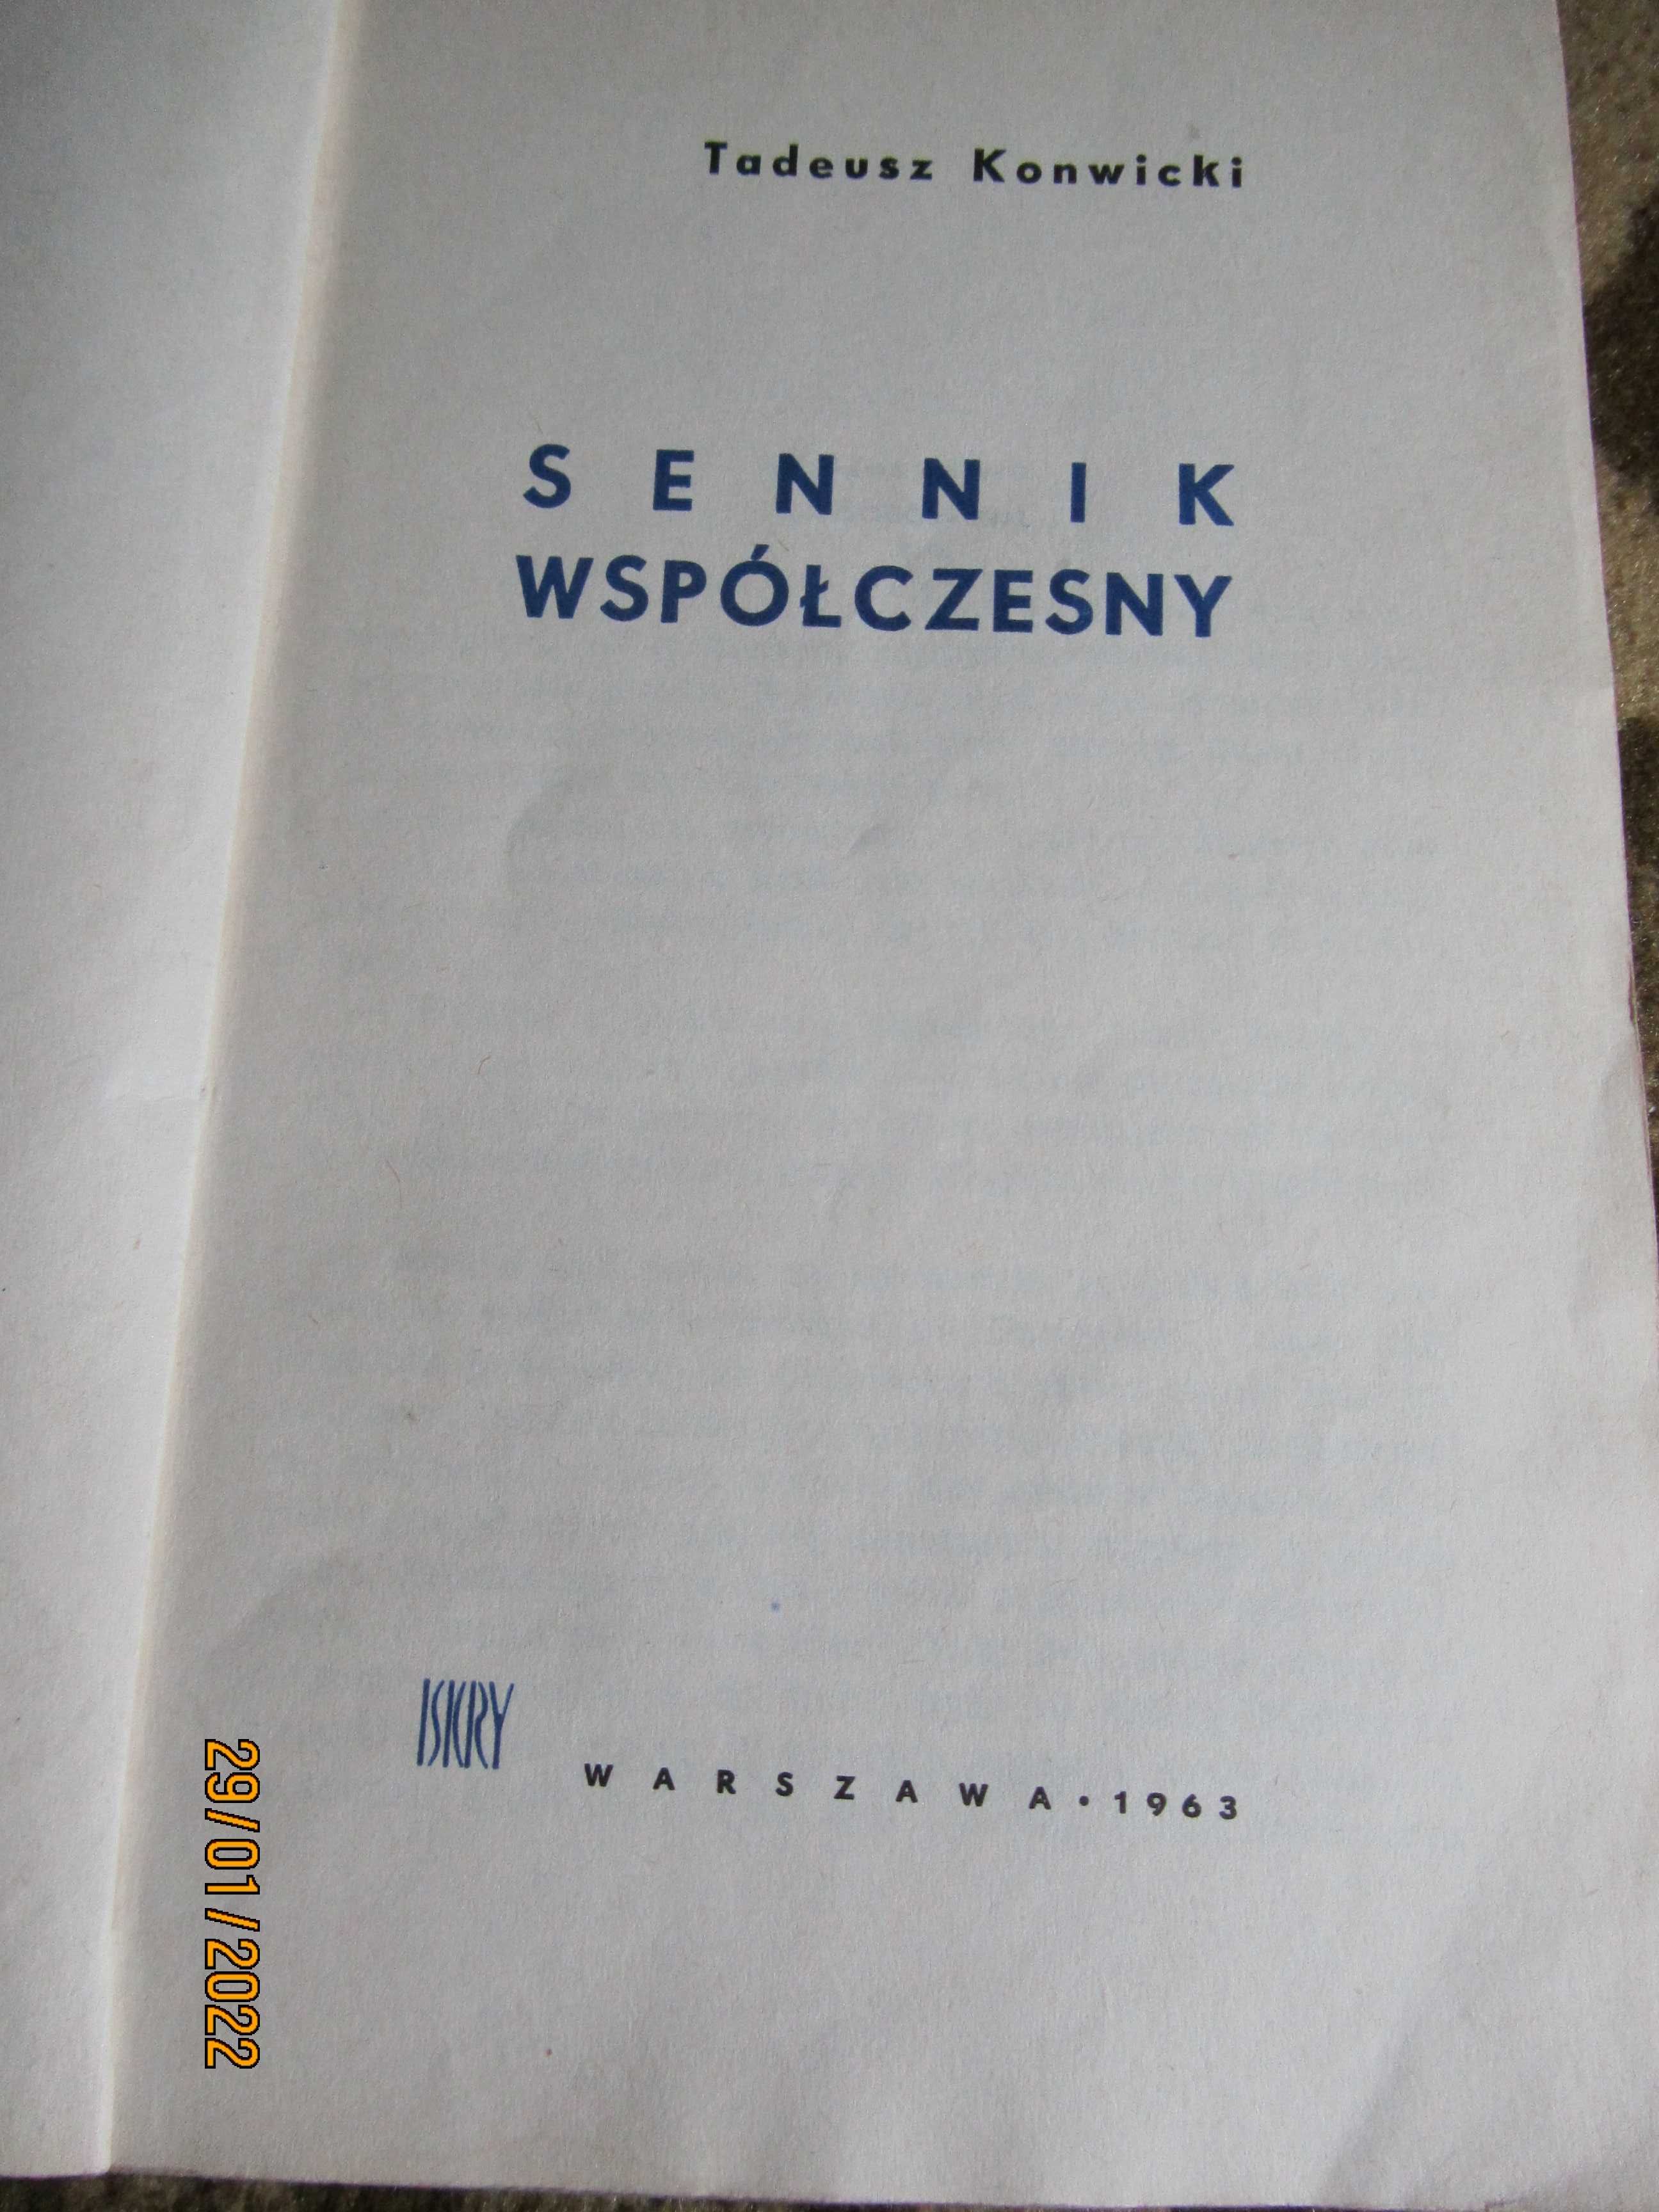 Tadeusz Konwicki
SENNIK
WSPÓŁCZESNY
ISKRY
WARSZAWA • 1963
29/01/2022